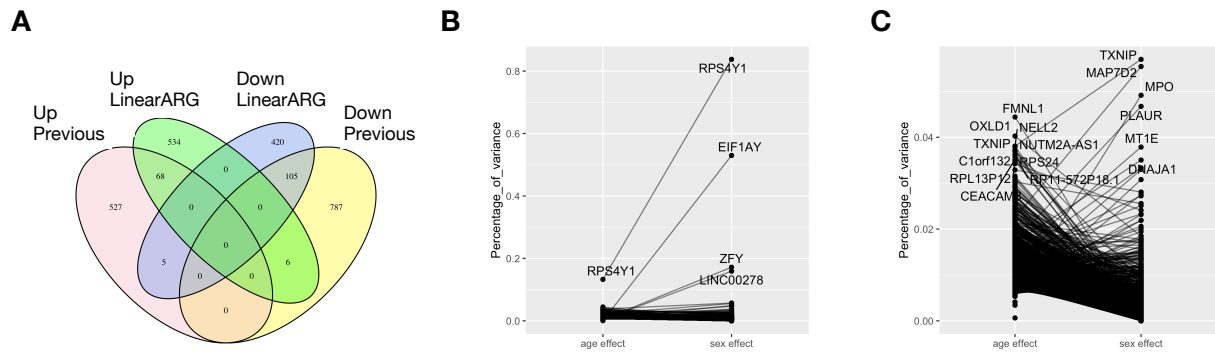 A
Up
LinearARG
Down
LinearARG
Up
Previous
Down
Previous
534
420
0
68
105
527
0
0
787
0
5
0
0
6
0
B
Percentage_of_variance
0.8
0.6
0.4
0.2
0.0
RPS4Y1
EIF1AY
ZFY
RPS4Y1
LINC00278
age effect
sex effect
C
Percentage_of_variance
0.04
0.02
0.00
TXNIP
MAP7D2
MPO
FMNL1
PLAUR
OXLD1
NELL2
MT1E
TXNIP
NUTM2A-AS1
C1orf132
RPS24
DNAJA1
RPL13P12
RP11-572P18.1
CEACAM
age effect
sex effect